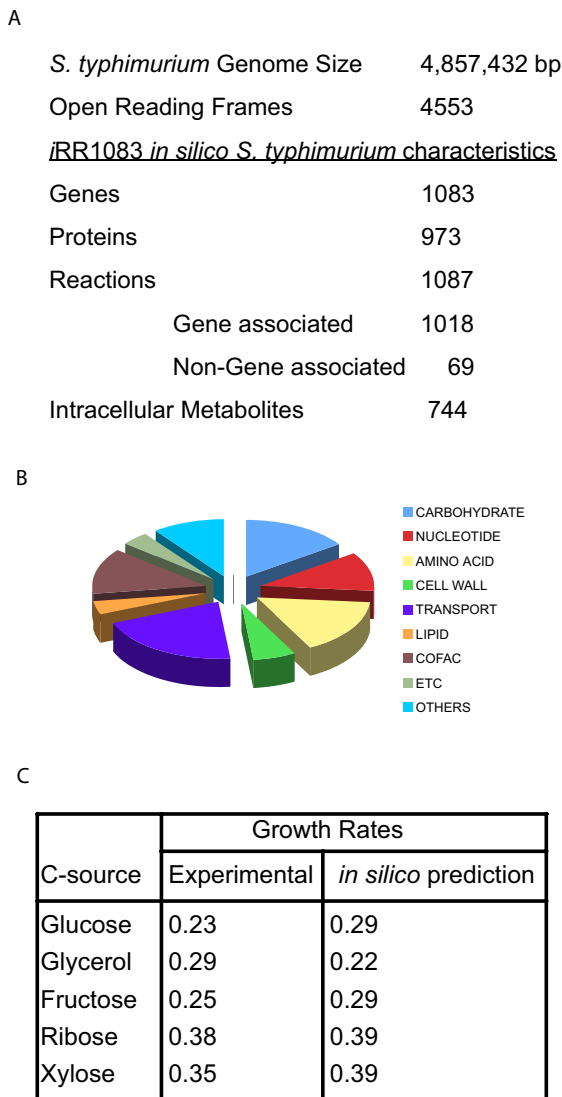 A
S. typhimurium Genome Size 4,857,432 bp
Open Reading Frames 4553
iRR1083 in silico S. typhimurium characteristics
Genes 1083
Proteins 973
Reactions 1087
Gene associated 1018
Non-Gene associated 69
Intracellular Metabolites 744
B
CARBOHYDRATE
NUCLEOTIDE
AMINO ACID
CELL WALL
TRANSPORT
LIPID
COFAC
ETC
OTHERS
C
Growth Rates
C-source Experimental in silico prediction
Glucose 0.23 0.29
Glycerol 0.29 0.22
Fructose 0.25 0.29
Ribose 0.38 0.39
Xylose 0.35 0.39